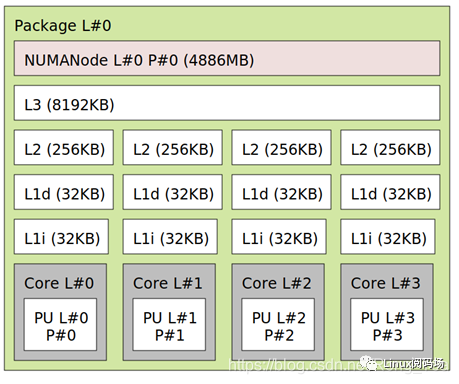 Package L#0
NUMANode L#0 P#0 (4886MB)
L3 (8192KB)
L2 (256KB) L2 (256KB) L2 (256KB) L2 (256KB)
L1d (32KB) L1d (32KB) L1d (32KB) L1d (32KB)
L1i (32KB) L1i (32KB) L1i (32KB) L1i (32KB)
Core L#0 Core L#1 Core L#2 Core L#3
PU L#0 PU L#1 PU L#2 PU L#3
P#0 P#1 P#2 P#3
https://blog.csdn.ne
Linux阅码场